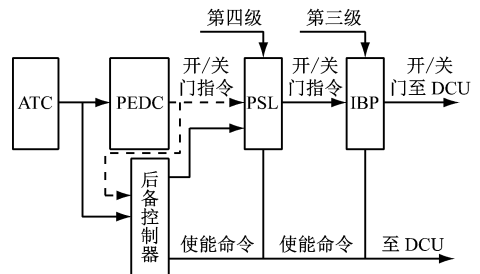 第四级
第三级
开/关
门指令
开/关
门指令
开/关
门至 DCU
ATC
PEDC
PSL
IBP
后备控制器
使能命令
使能命令
至 DCU